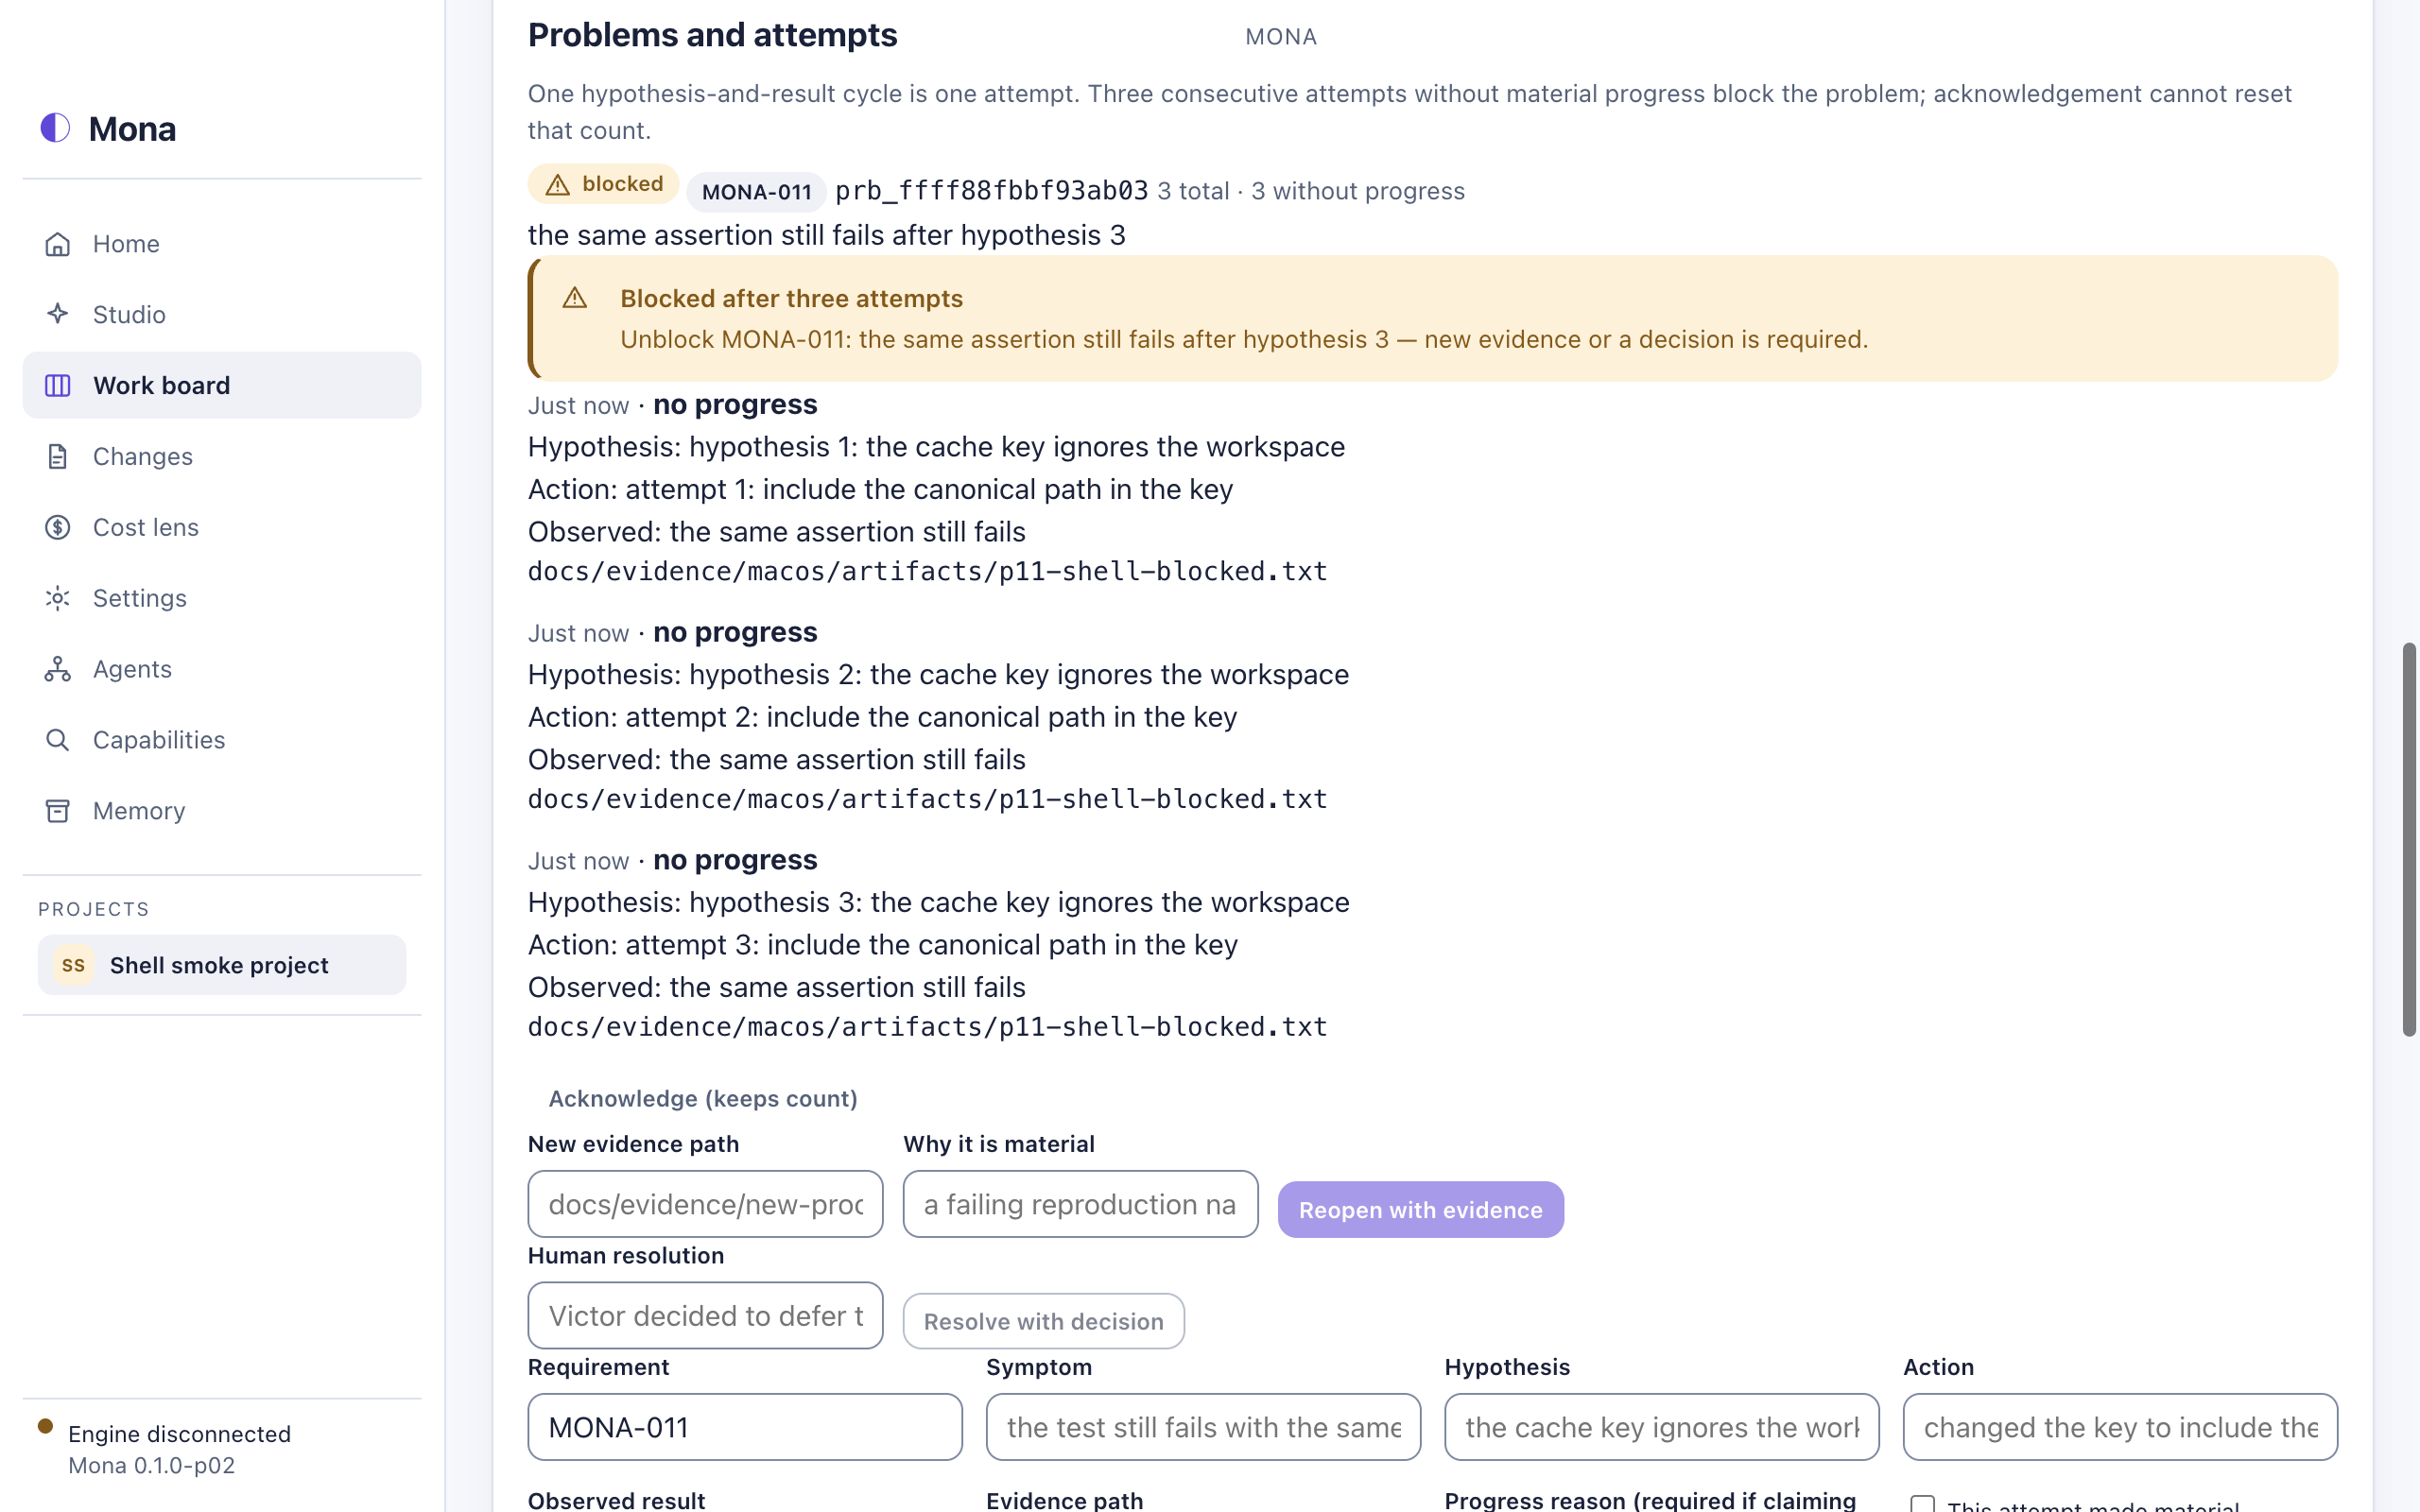 Mona
Home
Studio
Work board
Changes
Cost lens
Settings
Agents
Capabilities
Memory
PROJECTS
SS Shell smoke project
Engine disconnected
Mona 0.1.0-p02
Problems and attempts MONA
One hypothesis-and-result cycle is one attempt. Three consecutive attempts without material progress block the problem; acknowledgement cannot reset
that count.
blocked MONA-011 prb_ffff88fbbf93ab03 3 total · 3 without progress
the same assertion still fails after hypothesis 3
Blocked after three attempts
Unblock MONA-011: the same assertion still fails after hypothesis 3 — new evidence or a decision is required.
Just now · no progress
Hypothesis: hypothesis 1: the cache key ignores the workspace
Action: attempt 1: include the canonical path in the key
Observed: the same assertion still fails
docs/evidence/macos/artifacts/p11-shell-blocked.txt
Just now · no progress
Hypothesis: hypothesis 2: the cache key ignores the workspace
Action: attempt 2: include the canonical path in the key
Observed: the same assertion still fails
docs/evidence/macos/artifacts/p11-shell-blocked.txt
Just now · no progress
Hypothesis: hypothesis 3: the cache key ignores the workspace
Action: attempt 3: include the canonical path in the key
Observed: the same assertion still fails
docs/evidence/macos/artifacts/p11-shell-blocked.txt
Acknowledge (keeps count)
New evidence path Why it is material
docs/evidence/new-proc a failing reproduction na Reopen with evidence
Human resolution
Victor decided to defer t Resolve with decision
Requirement Symptom Hypothesis Action
MONA-011 the test still fails with the same the cache key ignores the work changed the key to include the
Observed result Evidence path Progress reason (required if claiming This attempt made material